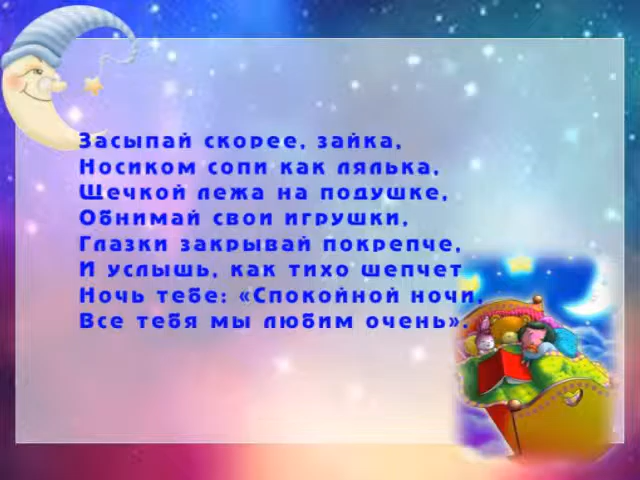 Засыпай скорее, зайка,
Носиком сопи как лялька,
Щечкой лежа на подушке,
Обнимай свои игрушки,
Глазки закрывай покрепче,
И услышь, как тихо шепчет
Ночь тебе: «Спокойной ночи,
Все тебя мы любим очень».